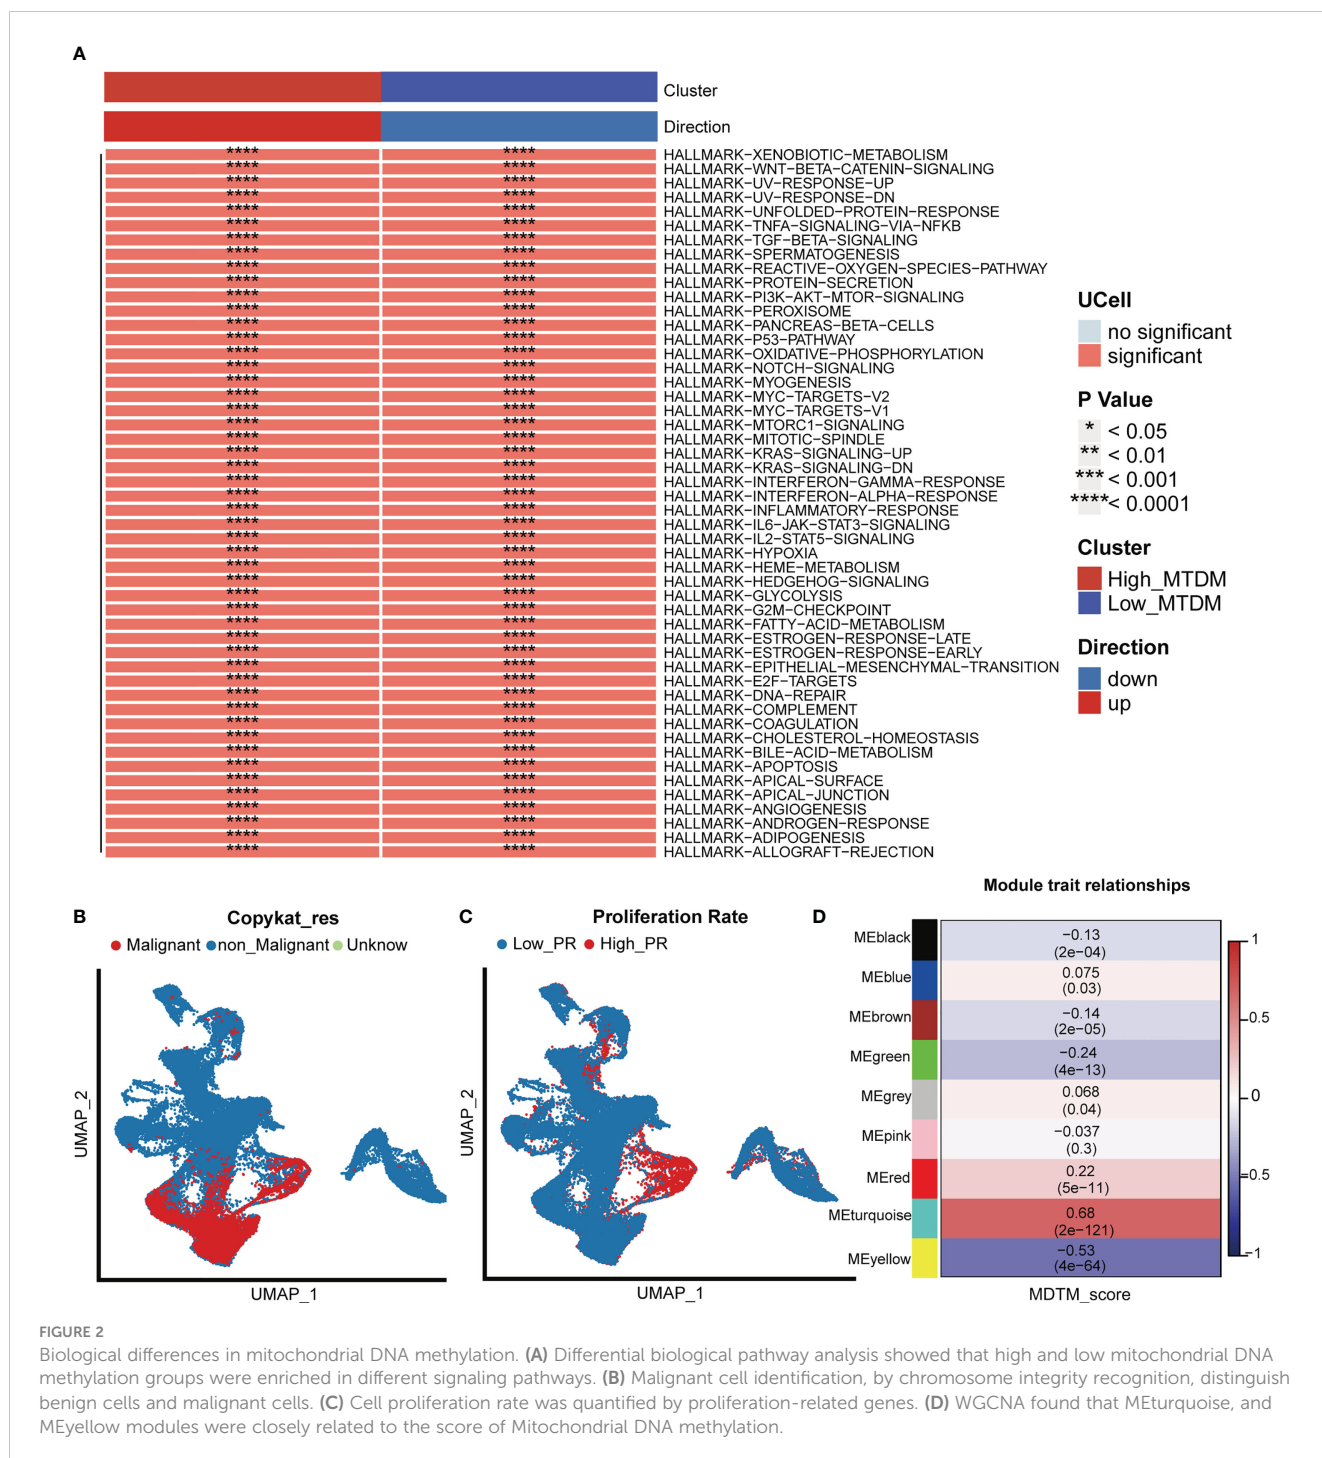 A
Cluster
Direction
**** **** HALLMARK−XENOBIOTIC−METABOLISM
**** **** HALLMARK−WNT−BETA−CATENIN−SIGNALING
**** **** HALLMARK−UV−RESPONSE−UP
**** **** HALLMARK−UV−RESPONSE−DN
**** **** HALLMARK−UNFOLDED−PROTEIN−RESPONSE
**** **** HALLMARK−TNFA−SIGNALING−VIA−NFKB
**** **** HALLMARK−TGF−BETA−SIGNALING
**** **** HALLMARK−SPERMATOGENESIS
**** **** HALLMARK−REACTIVE−OXYGEN−SPECIES−PATHWAY
**** **** HALLMARK−PROTEIN−SECRETION
**** **** HALLMARK−PI3K−AKT−MTOR−SIGNALING
**** **** HALLMARK−PEROXISOME
**** **** HALLMARK−PANCREAS−BETA−CELLS
**** **** HALLMARK−P53−PATHWAY
**** **** HALLMARK−OXIDATIVE−PHOSPHORYLATION
**** **** HALLMARK−NOTCH−SIGNALING
**** **** HALLMARK−MYOGENESIS
**** **** HALLMARK−MYC−TARGETS−V2
**** **** HALLMARK−MYC−TARGETS−V1
**** **** HALLMARK−MTORC1−SIGNALING
**** **** HALLMARK−MITOTIC−SPINDLE
**** **** HALLMARK−KRAS−SIGNALING−UP
**** **** HALLMARK−KRAS−SIGNALING−DN
**** **** HALLMARK−INTERFERON−GAMMA−RESPONSE
**** **** HALLMARK−INTERFERON−ALPHA−RESPONSE
**** **** HALLMARK−INFLAMMATORY−RESPONSE
**** **** HALLMARK−IL6−JAK−STAT3−SIGNALING
**** **** HALLMARK−IL2−STAT5−SIGNALING
**** **** HALLMARK−HYPOXIA
**** **** HALLMARK−HEME−METABOLISM
**** **** HALLMARK−HEDGEHOG−SIGNALING
**** **** HALLMARK−GLYCOLYSIS
**** **** HALLMARK−G2M−CHECKPOINT
**** **** HALLMARK−FATTY−ACID−METABOLISM
**** **** HALLMARK−ESTROGEN−RESPONSE−LATE
**** **** HALLMARK−ESTROGEN−RESPONSE−EARLY
**** **** HALLMARK−EPITHELIAL−MESENCHYMAL−TRANSITION
**** **** HALLMARK−E2F−TARGETS
**** **** HALLMARK−DNA−REPAIR
**** **** HALLMARK−COMPLEMENT
**** **** HALLMARK−COAGULATION
**** **** HALLMARK−CHOLESTEROL−HOMEOSTASIS
**** **** HALLMARK−BILE−ACID−METABOLISM
**** **** HALLMARK−APOPTOSIS
**** **** HALLMARK−APICAL−SURFACE
**** **** HALLMARK−APICAL−JUNCTION
**** **** HALLMARK−ANGIOGENESIS
**** **** HALLMARK−ANDROGEN−RESPONSE
**** **** HALLMARK−ADIPOGENESIS
**** **** HALLMARK−ALLOGRAFT−REJECTION
UCell
no significant
significant
P Value
* < 0.05
** < 0.01
*** < 0.001
**** < 0.0001
Cluster
High_MTDM
Low_MTDM
Direction
down
up
B
Copykat_res
Malignant non_Malignant Unknow
UMAP_2
UMAP_1
C
Proliferation Rate
Low_PR High_PR
UMAP_2
UMAP_1
D
Module trait relationships
MEblack −0.13
(2e−04)
MEblue 0.075
(0.03)
MEbrown −0.14
(2e−05)
MEgreen −0.24
(4e−13)
MEgrey 0.068
(0.04)
MEpink −0.037
(0.3)
MEred 0.22
(5e−11)
MEturquoise 0.68
(2e−121)
MEyellow −0.53
(4e−64)
MDTM_score
1
0.5
0
−0.5
−1
FIGURE 2
Biological differences in mitochondrial DNA methylation. (A) Differential biological pathway analysis showed that high and low mitochondrial DNA
methylation groups were enriched in different signaling pathways. (B) Malignant cell identification, by chromosome integrity recognition, distinguish
benign cells and malignant cells. (C) Cell proliferation rate was quantified by proliferation-related genes. (D) WGCNA found that MEturquoise, and
MEyellow modules were closely related to the score of Mitochondrial DNA methylation.